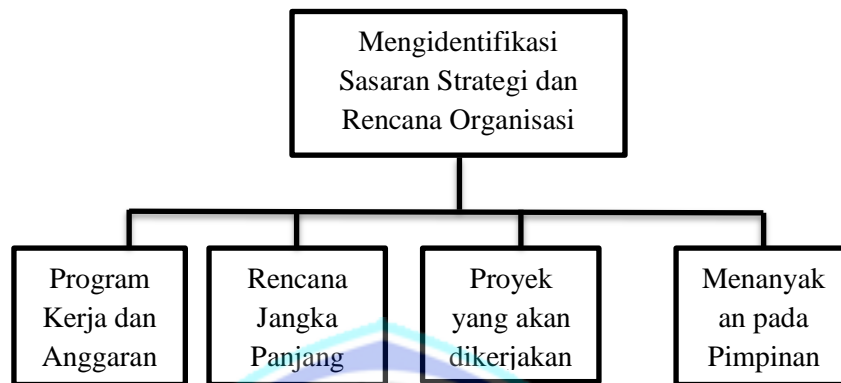 Mengidentifikasi
Sasaran Strategi dan
Rencana Organisasi
Program
Kerja dan
Anggaran
Rencana
Jangka
Panjang
Proyek
yang akan
dikerjakan
Menanyak
an pada
Pimpinan